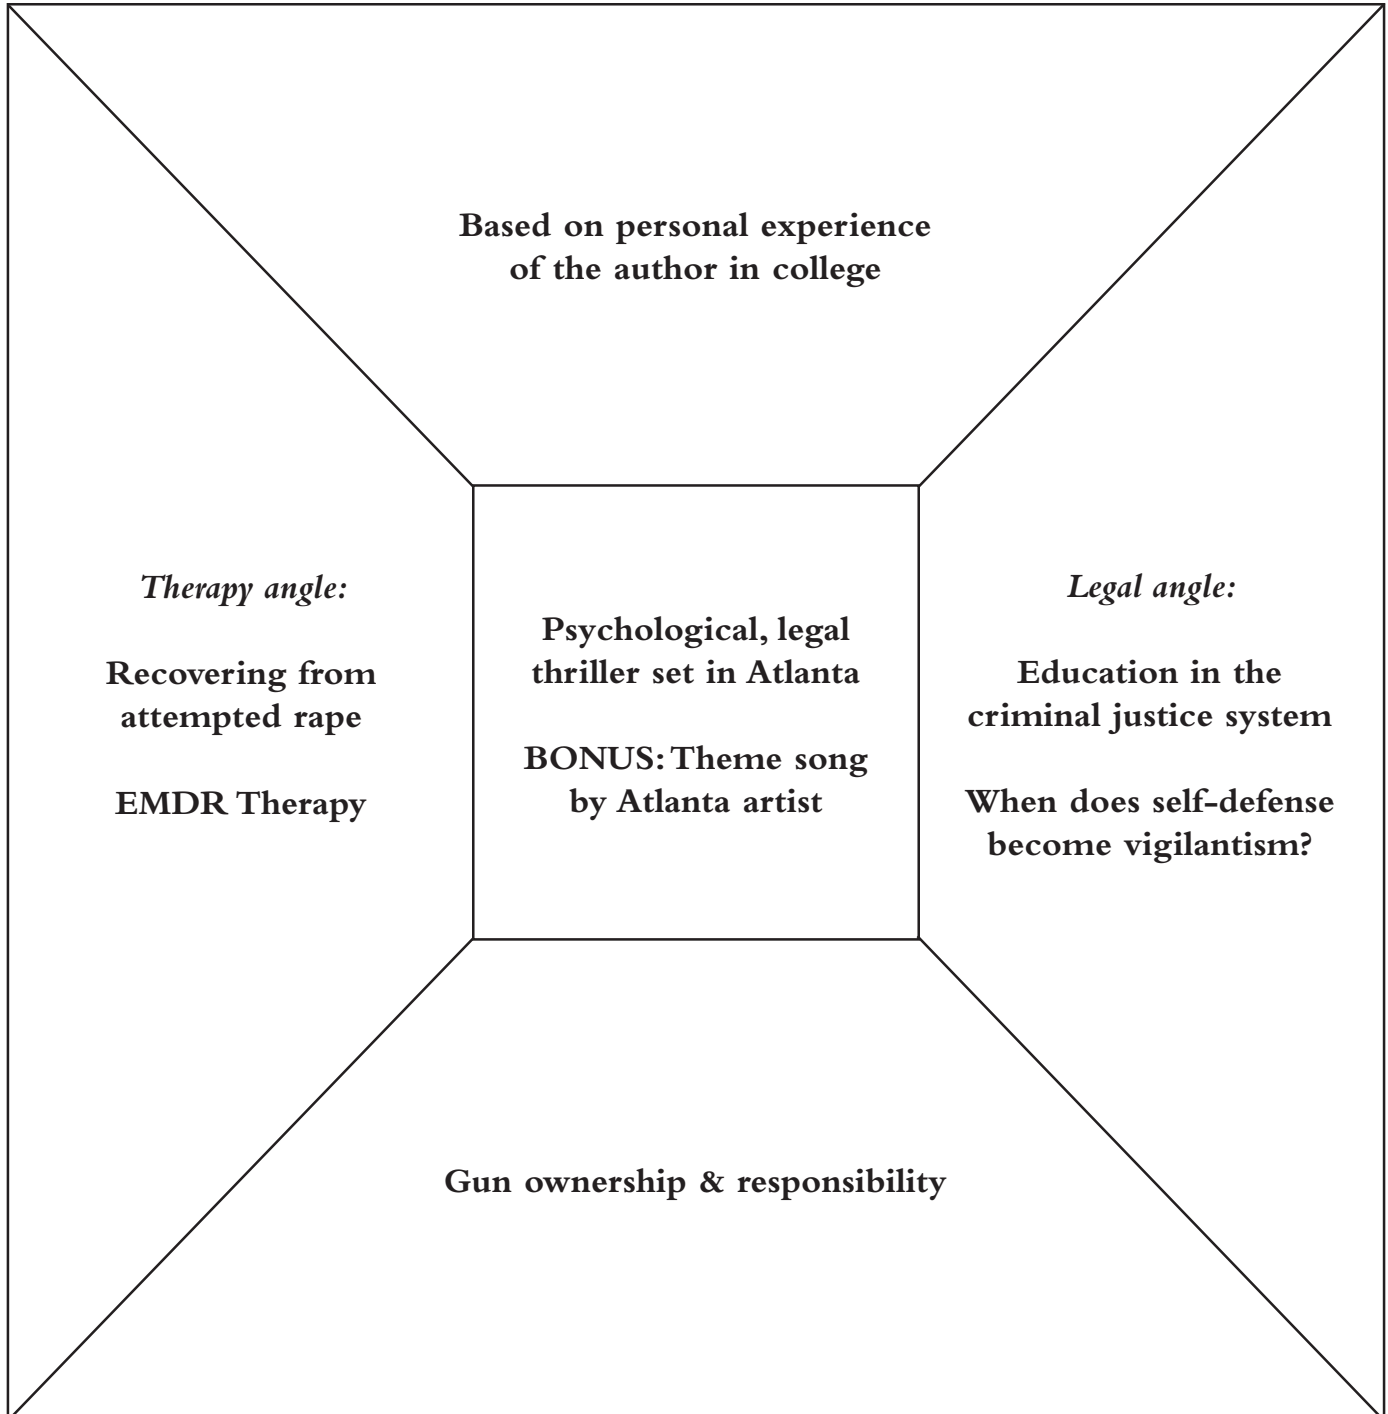 Based on personal experience
of the author in college
Therapy angle:
Recovering from
attempted rape
EMDR Therapy
Psychological, legal
thriller set in Atlanta
BONUS: Theme song
by Atlanta artist
Legal angle:
Education in the
criminal justice system
When does self-defense
become vigilantism?
Gun ownership & responsibility